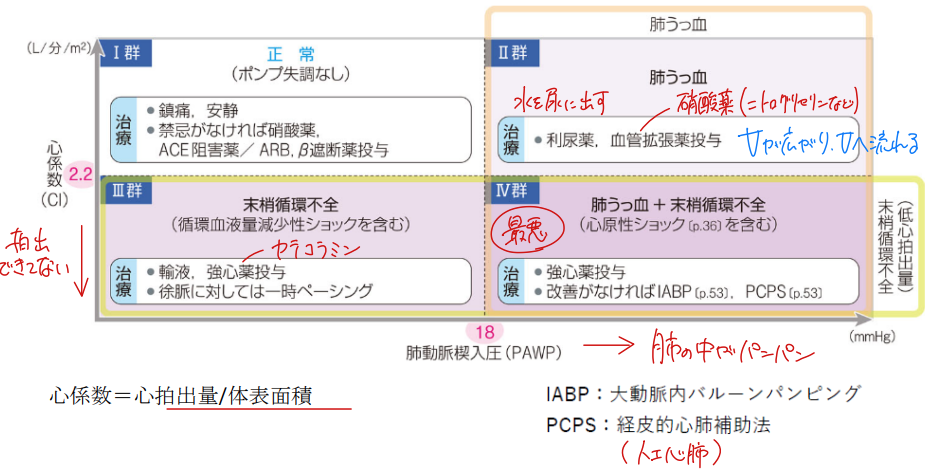 肺うっ血
(L/分/m²)
Ⅰ群
正 常
(ポンプ失調なし)
治療
● 鎮痛,安静
● 禁忌がなければ硝酸薬,
ACE阻害薬/ARB,β遮断薬投与
Ⅱ群
肺うっ血
水を尿に出す
硝酸薬(ニトログリセリンなど)
治療
● 利尿薬,血管拡張薬投与
∀が広がり,∀へ流れる
心係数
(CI)
2.2
Ⅲ群
末梢循環不全
(循環血液量減少性ショックを含む)
カテコラミン
治療
● 輸液,強心薬投与
● 徐脈に対しては一時ペーシング
Ⅳ群
肺うっ血+末梢循環不全
(心原性ショック〔p.36〕を含む)
最悪
治療
● 強心薬投与
● 改善がなければIABP〔p.53〕,PCPS〔p.53〕
末梢循環不全
(低心拍出量)
拍出
できてない
18
(mmHg)
肺動脈楔入圧(PAWP)
→ 肺の中がパンパン
心係数=心拍出量/体表面積
IABP:大動脈内バルーンパンピング
PCPS:経皮的心肺補助法
(人工心肺)